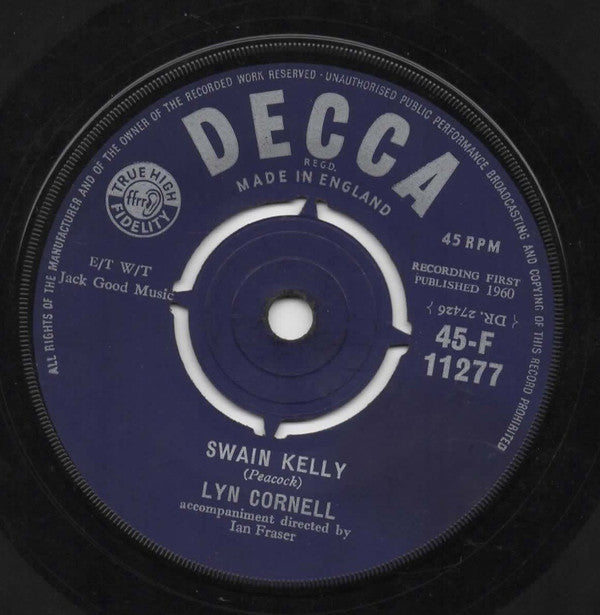 ALL RIGHTS OF THE MANUFACTURER AND OF THE OWNER OF THE RECORDED WORK RESERVED · UNAUTHORISED PUBLIC PERFORMANCE BROADCASTING AND COPYING OF THIS RECORD PROHIBITED
DECCA
REGD.
MADE IN ENGLAND
TRUE HIGH
ffrr
FIDELITY
45 RPM
E/T W/T
Jack Good Music
RECORDING FIRST
PUBLISHED 1960
{ DR. 27426 }
45-F
11277
SWAIN KELLY
(Peacock)
LYN CORNELL
accompaniment directed by
Ian Fraser